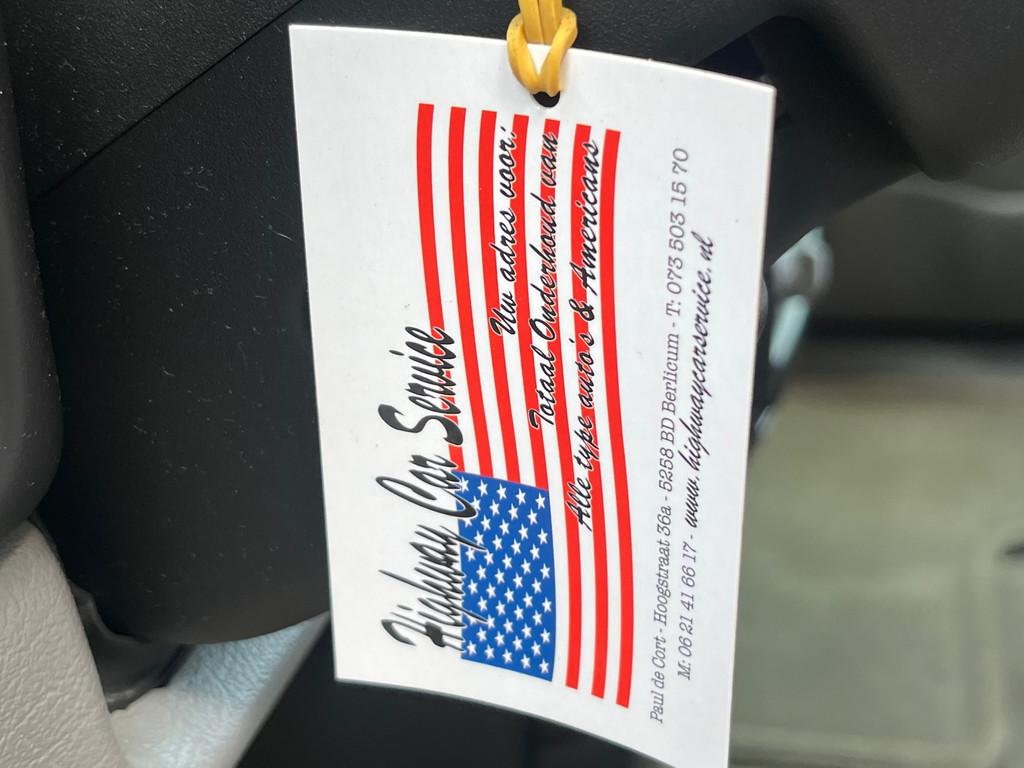 Highway Car Service
Uw adres voor:
Totaal Onderhoud van
Alle type auto's & Americans
Paul de Cort - Hoogstraat 36a - 5258 BD Berlicum - T: 073 503 15 70
M: 06 21 41 66 17 - www.highwaycarservice.nl